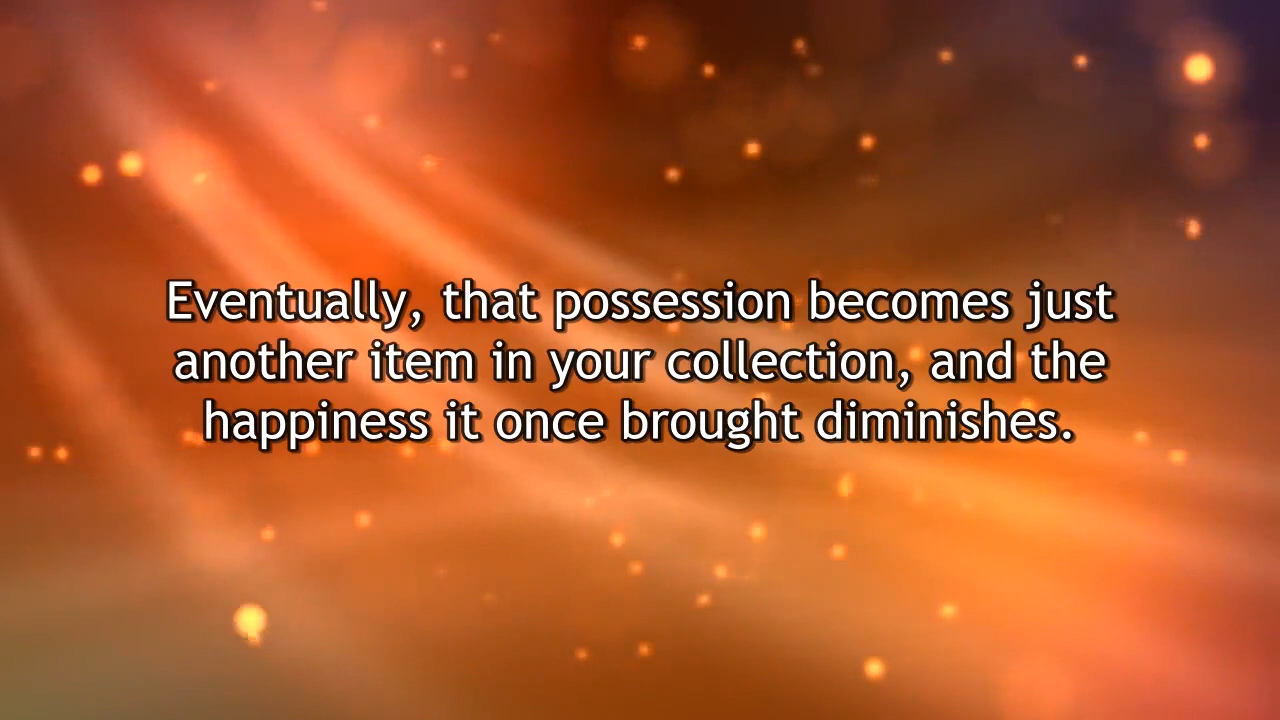 Eventually, that possession becomes just
another item in your collection, and the
happiness it once brought diminishes.